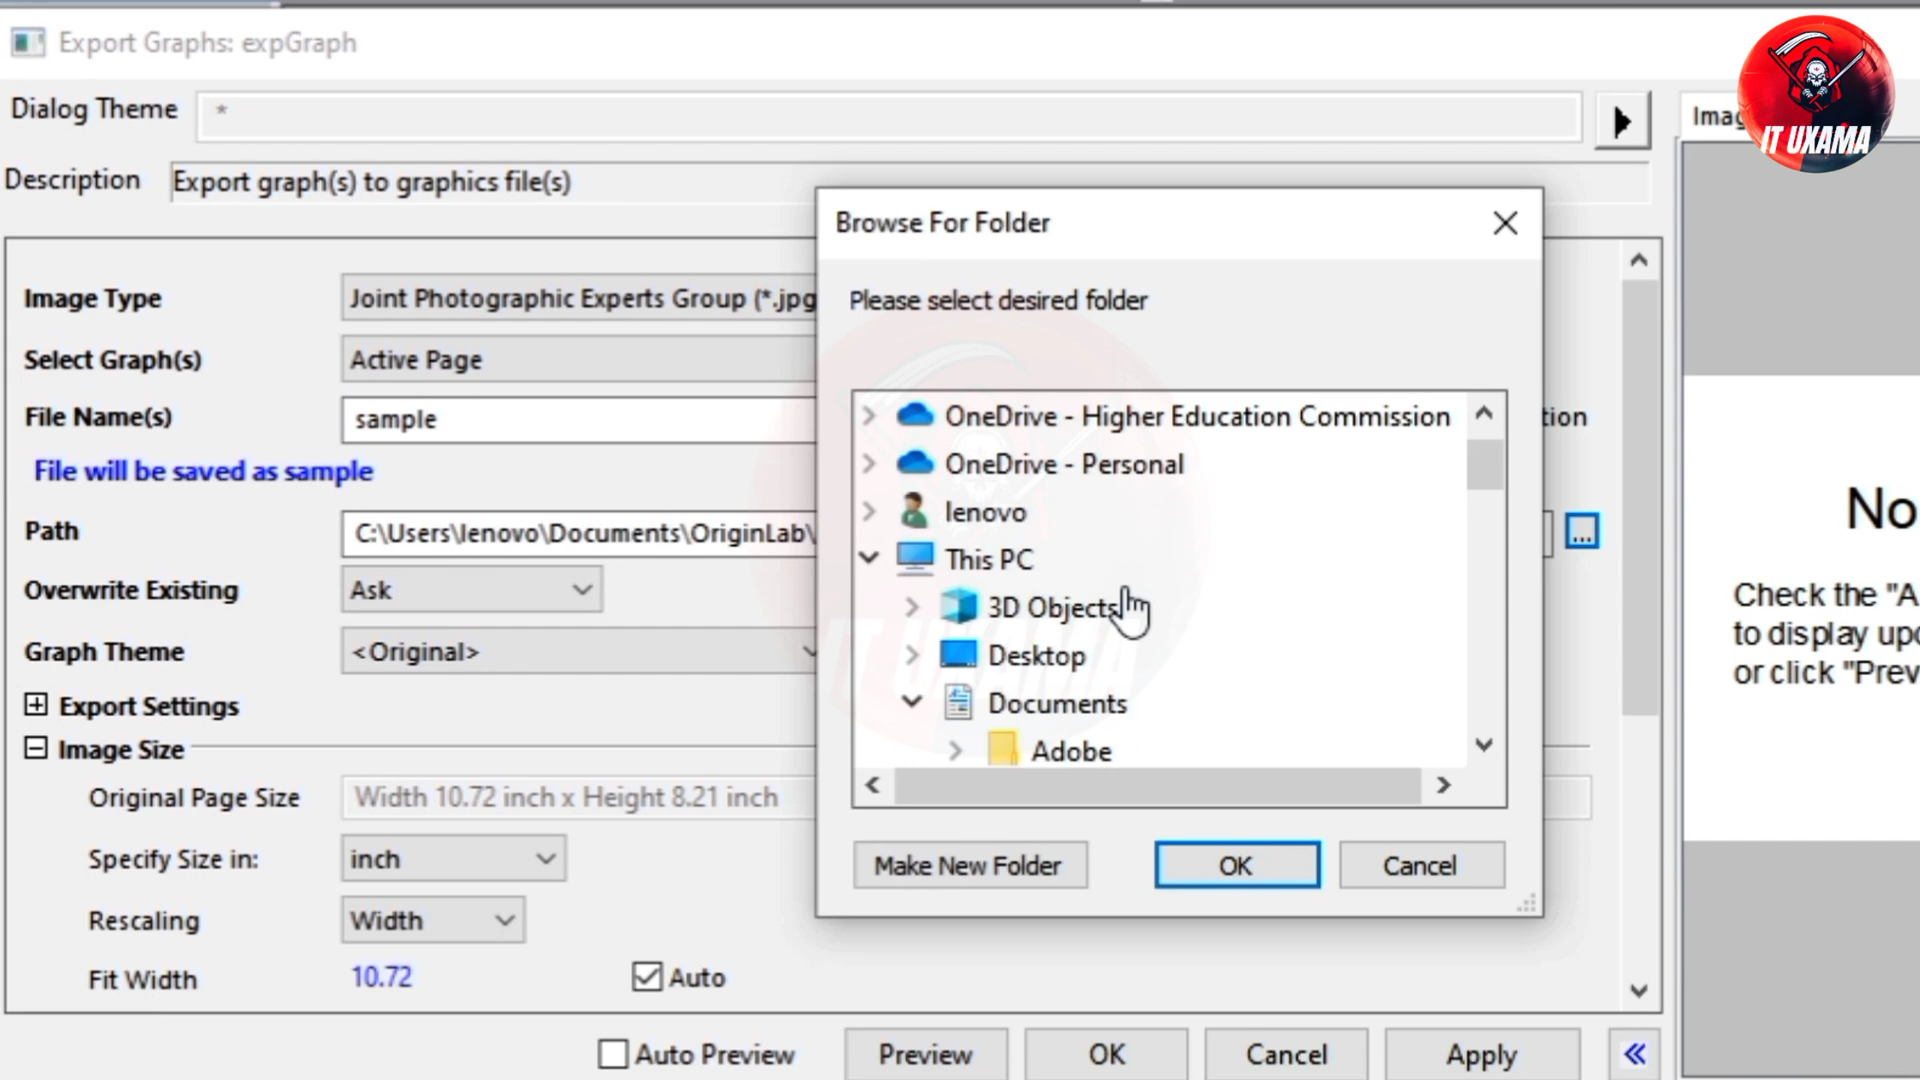 Export Graphs: expGraph
Dialog Theme *
Description Export graph(s) to graphics file(s)
IT UXAMA
Browse For Folder
Please select desired folder
Image Type Joint Photographic Experts Group (*.jpg
Select Graph(s) Active Page
File Name(s) sample
File will be saved as sample
Path C:\Users\lenovo\Documents\OriginLab\
...
Overwrite Existing Ask
Graph Theme <Original>
Export Settings
Image Size
Original Page Size Width 10.72 inch x Height 8.21 inch
Specify Size in: inch
Rescaling Width
Fit Width 10.72 Auto
OneDrive - Higher Education Commission
OneDrive - Personal
lenovo
This PC
3D Objects
Desktop
Documents
Adobe
Make New Folder OK Cancel
No
Check the "A
to display
or click "Prev
Auto Preview Preview OK Cancel Apply
IT UXAMA